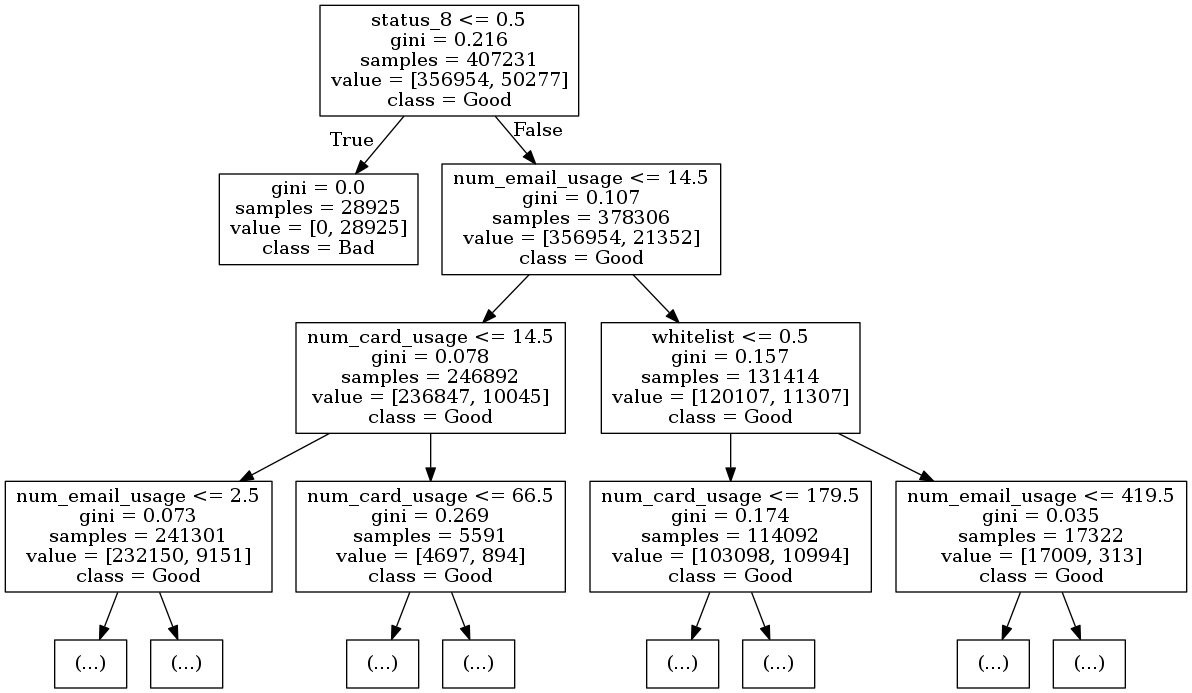 status_8 <= 0.5
gini = 0.216
samples = 407231
value = [356954, 50277]
class = Good
True
False
gini = 0.0
samples = 28925
value = [0, 28925]
class = Bad
num_email_usage <= 14.5
gini = 0.107
samples = 378306
value = [356954, 21352]
class = Good
num_card_usage <= 14.5
gini = 0.078
samples = 246892
value = [236847, 10045]
class = Good
whitelist <= 0.5
gini = 0.157
samples = 131414
value = [120107, 11307]
class = Good
num_email_usage <= 2.5
gini = 0.073
samples = 241301
value = [232150, 9151]
class = Good
num_card_usage <= 66.5
gini = 0.269
samples = 5591
value = [4697, 894]
class = Good
num_card_usage <= 179.5
gini = 0.174
samples = 114092
value = [103098, 10994]
class = Good
num_email_usage <= 419.5
gini = 0.035
samples = 17322
value = [17009, 313]
class = Good
(...)
(...)
(...)
(...)
(...)
(...)
(...)
(...)